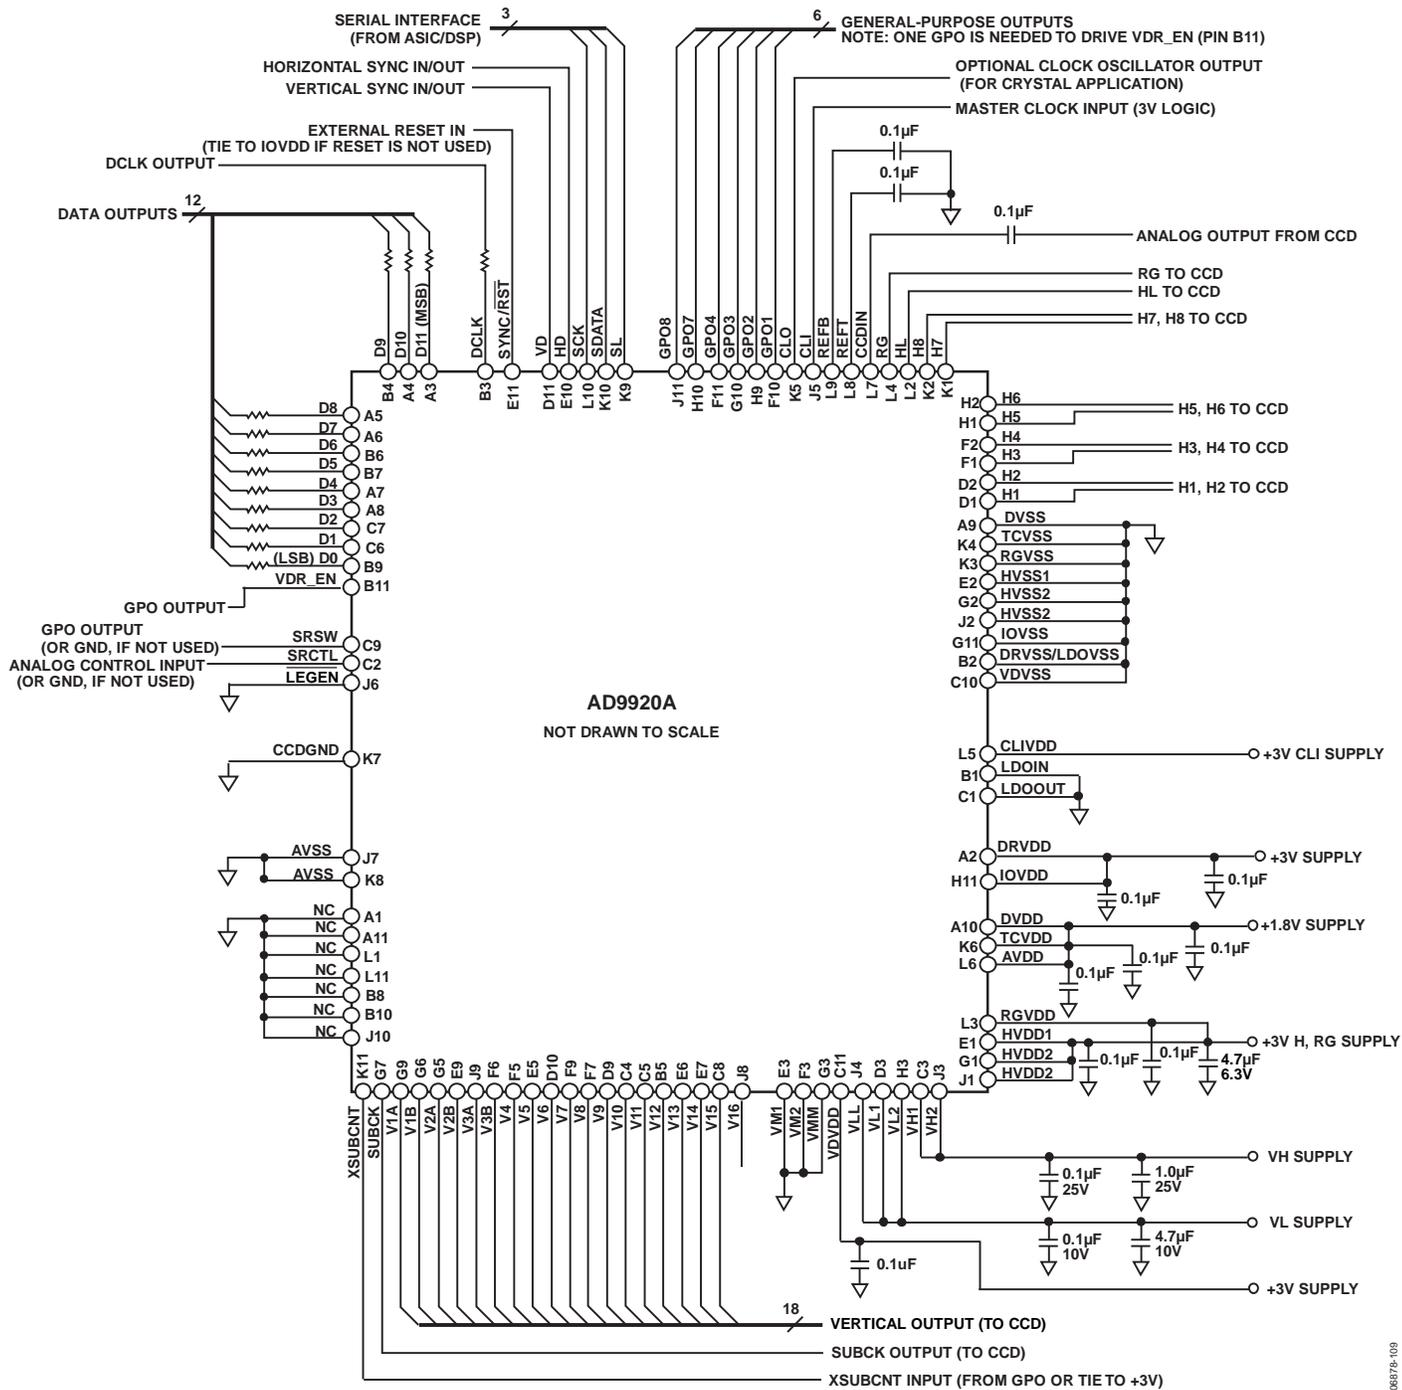 SERIAL INTERFACE
(FROM ASIC/DSP)
3
6
GENERAL-PURPOSE OUTPUTS
NOTE: ONE GPO IS NEEDED TO DRIVE VDR_EN (PIN B11)
HORIZONTAL SYNC IN/OUT
VERTICAL SYNC IN/OUT
OPTIONAL CLOCK OSCILLATOR OUTPUT
(FOR CRYSTAL APPLICATION)
MASTER CLOCK INPUT (3V LOGIC)
EXTERNAL RESET IN
(TIE TO IOVDD IF RESET IS NOT USED)
DCLK OUTPUT
0.1µF
0.1µF
DATA OUTPUTS
12
0.1µF
ANALOG OUTPUT FROM CCD
RG TO CCD
HL TO CCD
H7, H8 TO CCD
D9
D10
D11 (MSB)
DCLK
SYNC/RST
VD
HD
SCK
SDATA
SL
GPO8
GPO7
GPO4
GPO3
GPO2
GPO1
CLO
CLI
REFB
REFT
CCDIN
RG
HL
H8
H7
B4
A4
A3
B3
E11
D11
E10
L10
K10
K9
J11
H10
F11
G10
H9
F10
K5
J5
L9
L8
L7
L4
L2
K2
K1
D8 A5
D7 A6
D6 B6
D5 B7
D4 A7
D3 A8
D2 C7
D1 C6
(LSB) D0 B9
VDR_EN B11
GPO OUTPUT
GPO OUTPUT
(OR GND, IF NOT USED)
SRSW C9
ANALOG CONTROL INPUT
(OR GND, IF NOT USED)
SRCTL C2
LEGEN J6
CCDGND K7
AVSS J7
AVSS K8
NC A1
NC A11
NC L1
NC L11
NC B8
NC B10
NC J10
AD9920A
NOT DRAWN TO SCALE
H2 H6
H1 H5
H5, H6 TO CCD
F2 H4
F1 H3
H3, H4 TO CCD
D2 H2
D1 H1
H1, H2 TO CCD
A9 DVSS
K4 TCVSS
K3 RGVSS
E2 HVSS1
G2 HVSS2
J2 HVSS2
G11 IOVSS
B2 DRVSS/LDOVSS
C10 VDVSS
L5 CLIVDD +3V CLI SUPPLY
B1 LDOIN
C1 LDOOUT
A2 DRVDD +3V SUPPLY
H11 IOVDD
0.1µF
0.1µF
A10 DVDD +1.8V SUPPLY
K6 TCVDD
L6 AVDD
0.1µF
0.1µF
0.1µF
L3 RGVDD
E1 HVDD1 +3V H, RG SUPPLY
G1 HVDD2
J1 HVDD2
0.1µF
0.1µF
4.7µF
6.3V
K11
G7
G9
G6
G5
E9
J9
F6
F5
E5
D10
F9
F7
D9
C4
C5
B5
E6
E7
C8
J8
E3
F3
G3
C11
J4
D3
H3
C3
J3
XSUBCNT
SUBCK
V1A
V1B
V2A
V2B
V3A
V3B
V4
V5
V6
V7
V8
V9
V10
V11
V12
V13
V14
V15
V16
VM1
VM2
VMM
VDVDD
VLL
VL1
VL2
VH1
VH2
VH SUPPLY
0.1µF
25V
1.0µF
25V
VL SUPPLY
0.1µF
10V
4.7µF
10V
0.1uF
+3V SUPPLY
18
VERTICAL OUTPUT (TO CCD)
SUBCK OUTPUT (TO CCD)
XSUBCNT INPUT (FROM GPO OR TIE TO +3V)
06878-109